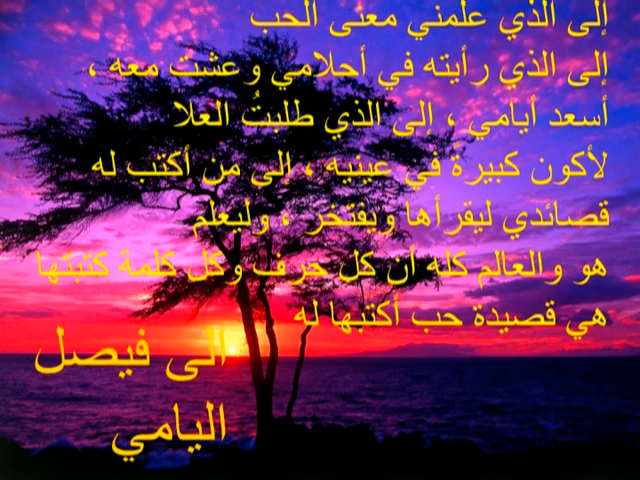 إلى الذي علمني معنى الحب
إلى الذي رأيته في أحلامي وعشت معه ،
أسعد أيامي ، إلى الذي طلبتُ العلا
لأكون كبيرة في عينيه ، الى من أكتب له
قصائدي ليقرأها ويفتخر ، وليعلم
هو والعالم كله أن كل حرف وكل كلمة كتبتها
هي قصيدة حب أكتبها له
الى فيصل
اليامي